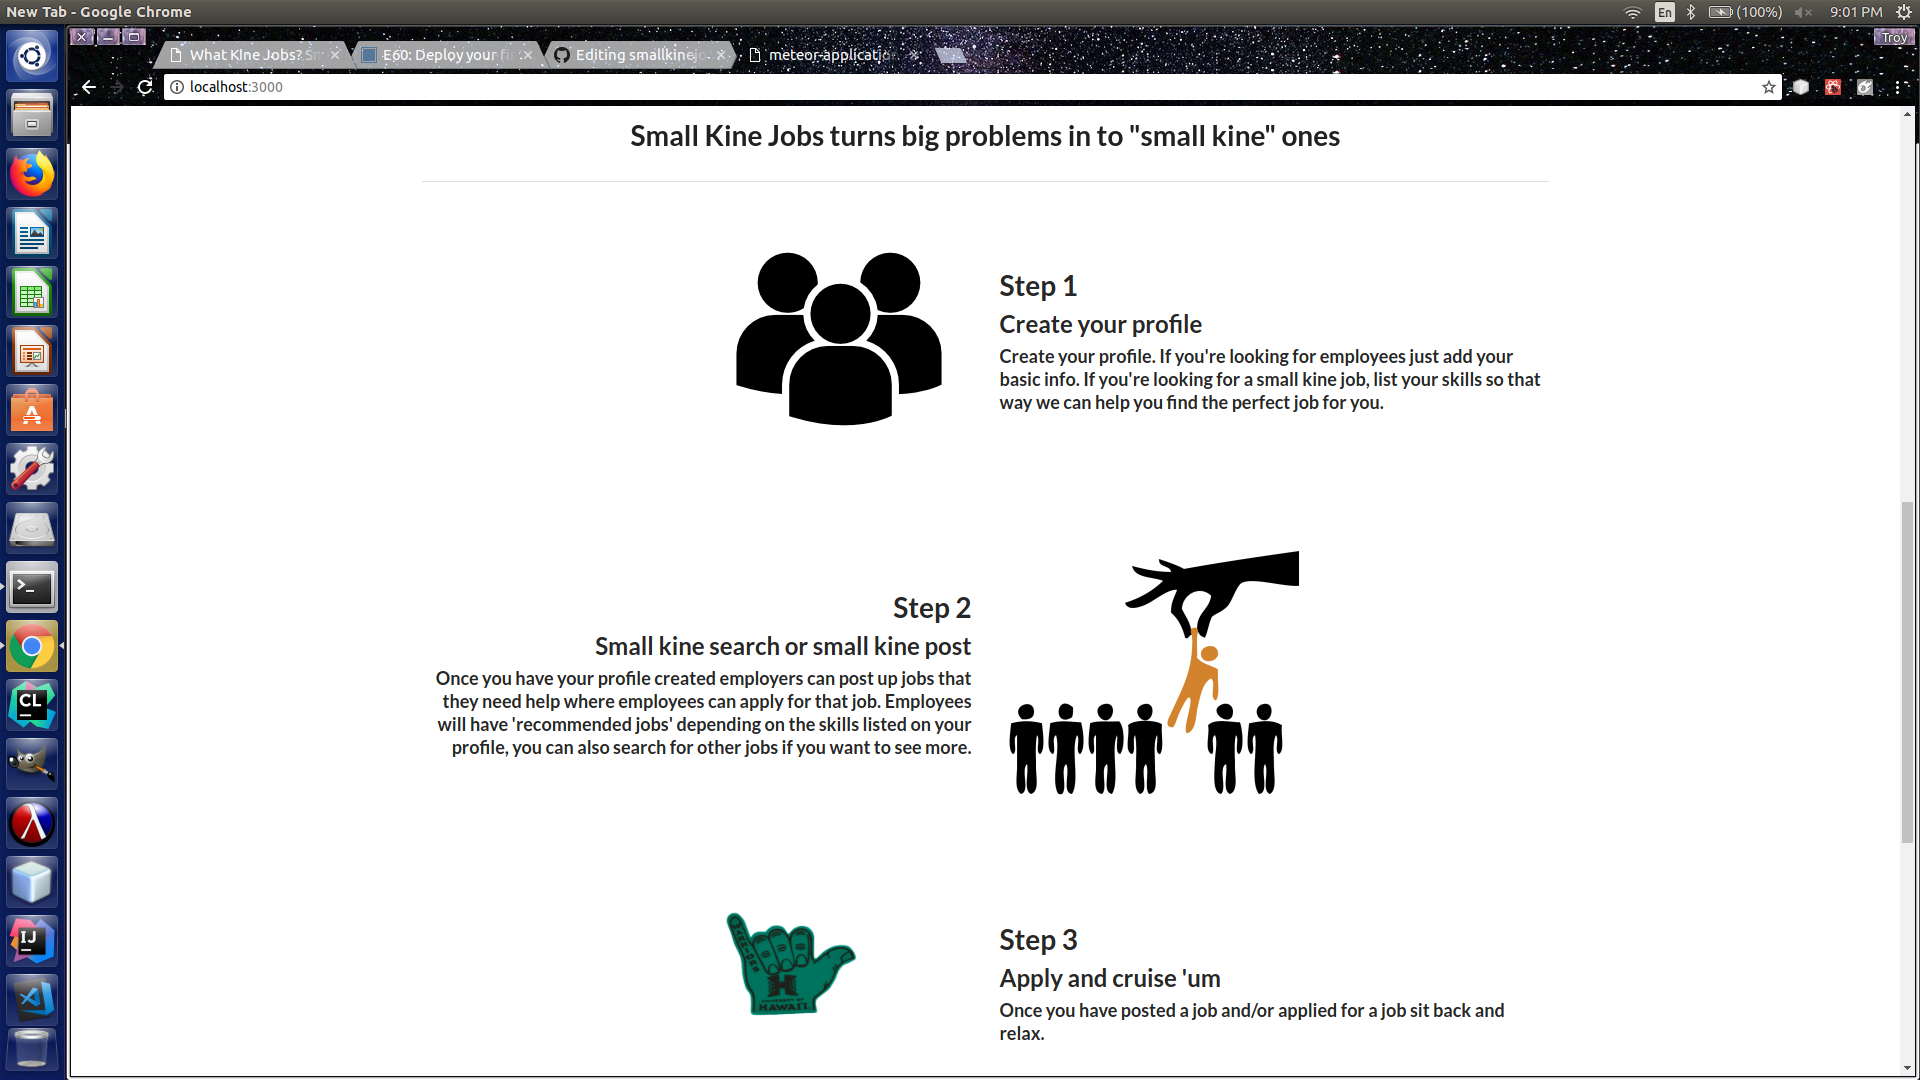 New Tab - Google Chrome
En
(100%)
9:01 PM
Troy
What KIne Jobs? Sm
E60: Deploy your fi
Editing smallkinejo
meteor-application
localhost:3000
Small Kine Jobs turns big problems in to "small kine" ones
Step 1
Create your profile
Create your profile. If you're looking for employees just add your
basic info. If you're looking for a small kine job, list your skills so that
way we can help you find the perfect job for you.
Step 2
Small kine search or small kine post
Once you have your profile created employers can post up jobs that
they need help where employees can apply for that job. Employees
will have 'recommended jobs' depending on the skills listed on your
profile, you can also search for other jobs if you want to see more.
H
UNIVERSITY OF
HAWAI'I
Step 3
Apply and cruise 'um
Once you have posted a job and/or applied for a job sit back and
relax.
CL
IJ